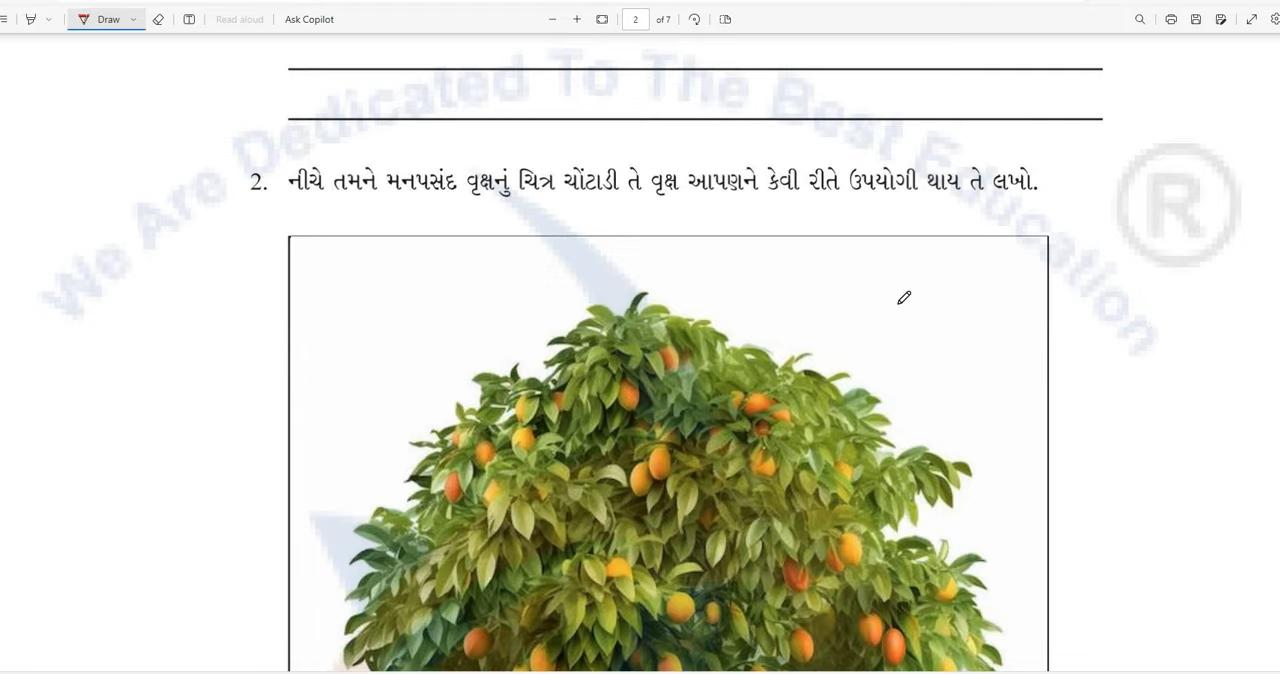 Draw
Read aloud
Ask Copilot
2 of 7
We Are Dedicated To The Best Education
R
2. નીચે તમને મનપસંદ વૃક્ષનું ચિત્ર ચોંટાડી તે વૃક્ષ આપણને કેવી રીતે ઉપયોગી થાય તે લખો.